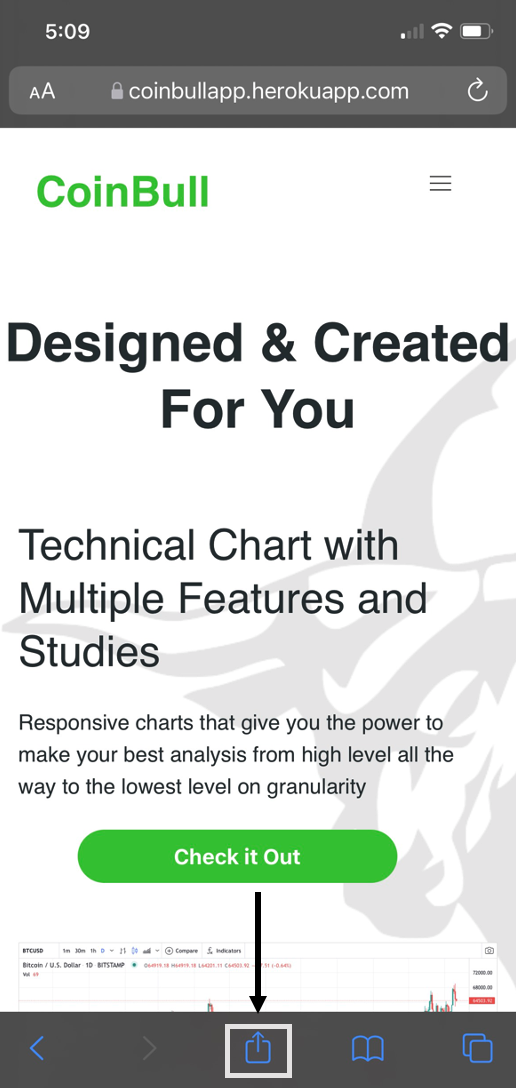 5:09
AA coinbullapp.herokuapp.com
CoinBull
Designed & Created
For You
Technical Chart with
Multiple Features and
Studies
Responsive charts that give you the power to
make your best analysis from high level all the
way to the lowest level on granularity
Check it Out
BTCUSD 1m 30m 1h D Compare Indicators
Bitcoin / U.S. Dollar 1D BITSTAMP O64919.18 H64919.18 L64201.11 C64503.92 (-0.64%)
Vol 69
72000.00
68000.00
64503.92